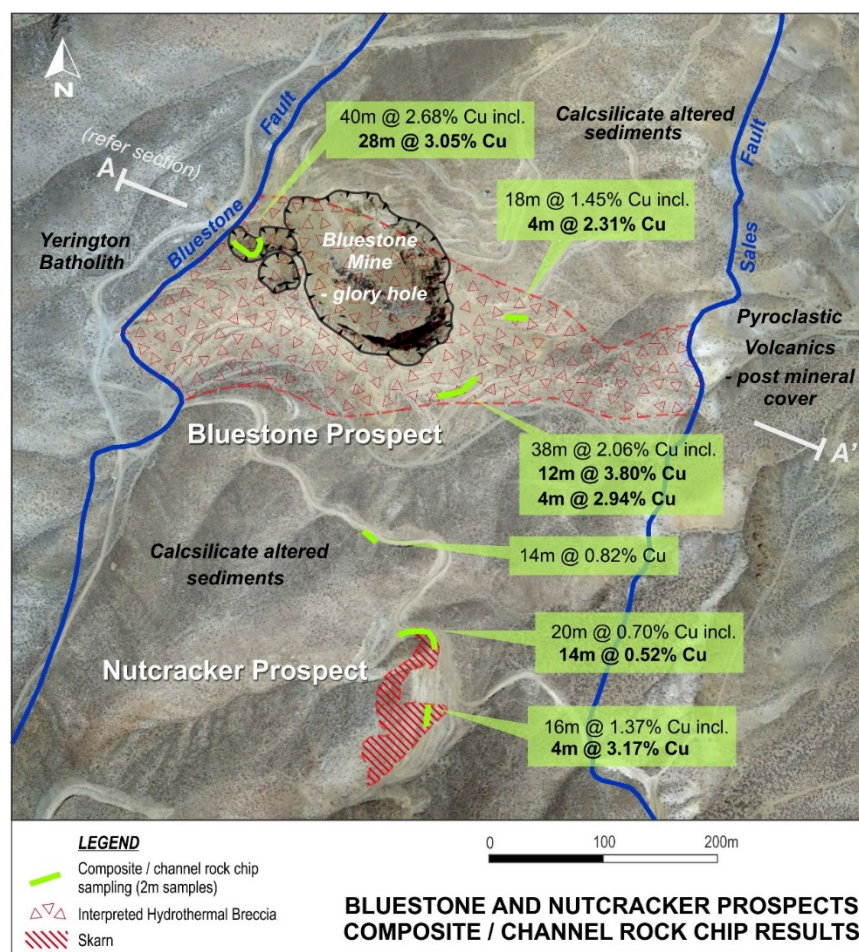 N
40m @ 2.68% Cu incl.
28m @ 3.05% Cu
Calcsilicate altered
sediments
Fault
(refer section)
A
18m @ 1.45% Cu incl.
4m @ 2.31% Cu
Fault
Sales
Yerington
Batholith
Bluestone
Bluestone
Mine
- glory hole
Pyroclastic
Volcanics
- post mineral
cover
A'
Bluestone Prospect
38m @ 2.06% Cu incl.
12m @ 3.80% Cu
4m @ 2.94% Cu
Calcsilicate altered
sediments
14m @ 0.82% Cu
20m @ 0.70% Cu incl.
14m @ 0.52% Cu
Nutcracker Prospect
16m @ 1.37% Cu incl.
4m @ 3.17% Cu
LEGEND
Composite / channel rock chip
sampling (2m samples)
Interpreted Hydrothermal Breccia
Skarn
0 100 200m
BLUESTONE AND NUTCRACKER PROSPECTS
COMPOSITE / CHANNEL ROCK CHIP RESULTS